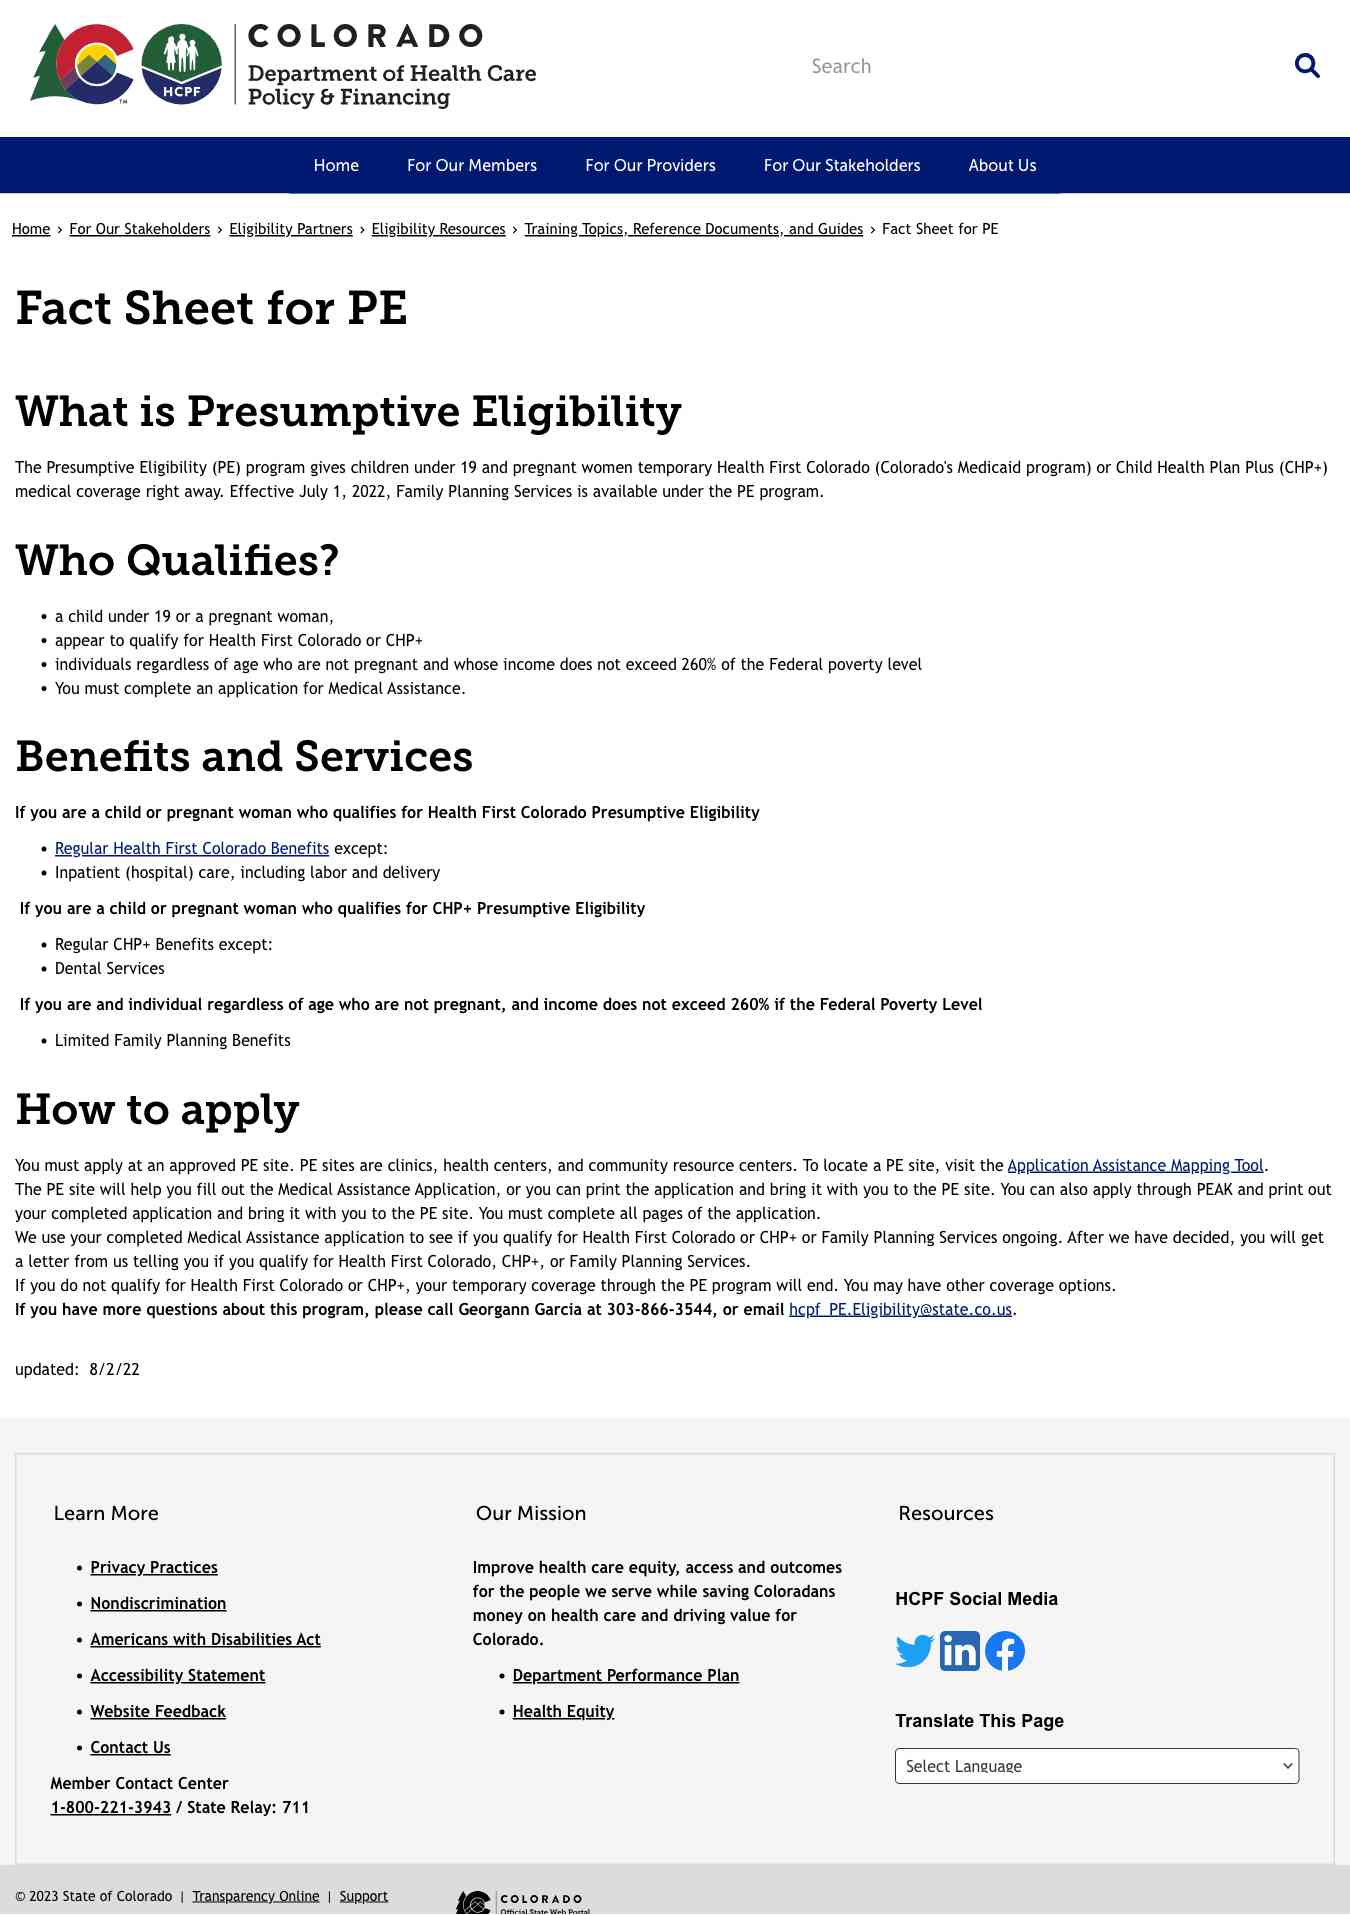 COLORADO
Department of Health Care
Policy & Financing
HCPF
TM
Search
Home
For Our Members
For Our Providers
For Our Stakeholders
About Us
Home › For Our Stakeholders › Eligibility Partners › Eligibility Resources › Training Topics, Reference Documents, and Guides › Fact Sheet for PE
Fact Sheet for PE
What is Presumptive Eligibility
The Presumptive Eligibility (PE) program gives children under 19 and pregnant women temporary Health First Colorado (Colorado's Medicaid program) or Child Health Plan Plus (CHP+)
medical coverage right away. Effective July 1, 2022, Family Planning Services is available under the PE program.
Who Qualifies?
• a child under 19 or a pregnant woman,
• appear to qualify for Health First Colorado or CHP+
• individuals regardless of age who are not pregnant and whose income does not exceed 260% of the Federal poverty level
• You must complete an application for Medical Assistance.
Benefits and Services
If you are a child or pregnant woman who qualifies for Health First Colorado Presumptive Eligibility
• Regular Health First Colorado Benefits except:
• Inpatient (hospital) care, including labor and delivery
If you are a child or pregnant woman who qualifies for CHP+ Presumptive Eligibility
• Regular CHP+ Benefits except:
• Dental Services
If you are and individual regardless of age who are not pregnant, and income does not exceed 260% if the Federal Poverty Level
• Limited Family Planning Benefits
How to apply
You must apply at an approved PE site. PE sites are clinics, health centers, and community resource centers. To locate a PE site, visit the Application Assistance Mapping Tool.
The PE site will help you fill out the Medical Assistance Application, or you can print the application and bring it with you to the PE site. You can also apply through PEAK and print out
your completed application and bring it with you to the PE site. You must complete all pages of the application.
We use your completed Medical Assistance application to see if you qualify for Health First Colorado or CHP+ or Family Planning Services ongoing. After we have decided, you will get
a letter from us telling you if you qualify for Health First Colorado, CHP+, or Family Planning Services.
If you do not qualify for Health First Colorado or CHP+, your temporary coverage through the PE program will end. You may have other coverage options.
If you have more questions about this program, please call Georgann Garcia at 303-866-3544, or email hcpf_PE.Eligibility@state.co.us.
updated:  8/2/22
Learn More
• Privacy Practices
• Nondiscrimination
• Americans with Disabilities Act
• Accessibility Statement
• Website Feedback
• Contact Us
Member Contact Center
1-800-221-3943 / State Relay: 711
Our Mission
Improve health care equity, access and outcomes
for the people we serve while saving Coloradans
money on health care and driving value for
Colorado.
• Department Performance Plan
• Health Equity
Resources
HCPF Social Media
in
Translate This Page
Select Language
© 2023 State of Colorado | Transparency Online | Support
COLORADO
Official State Web Portal